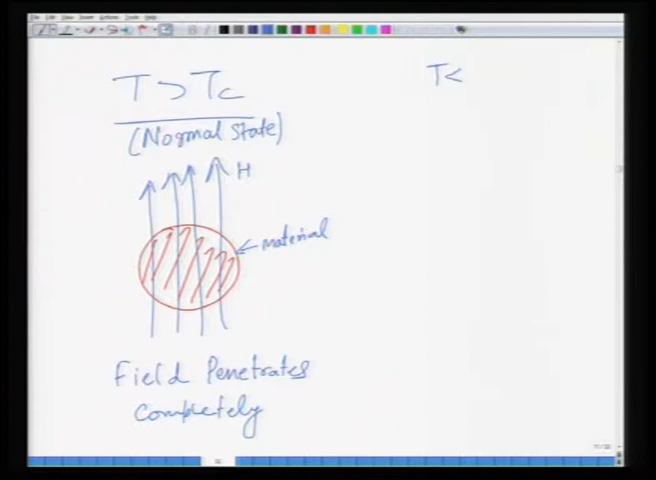 T > Tc
T<
(Normal State)
H
material
Field Penetrates
Completely